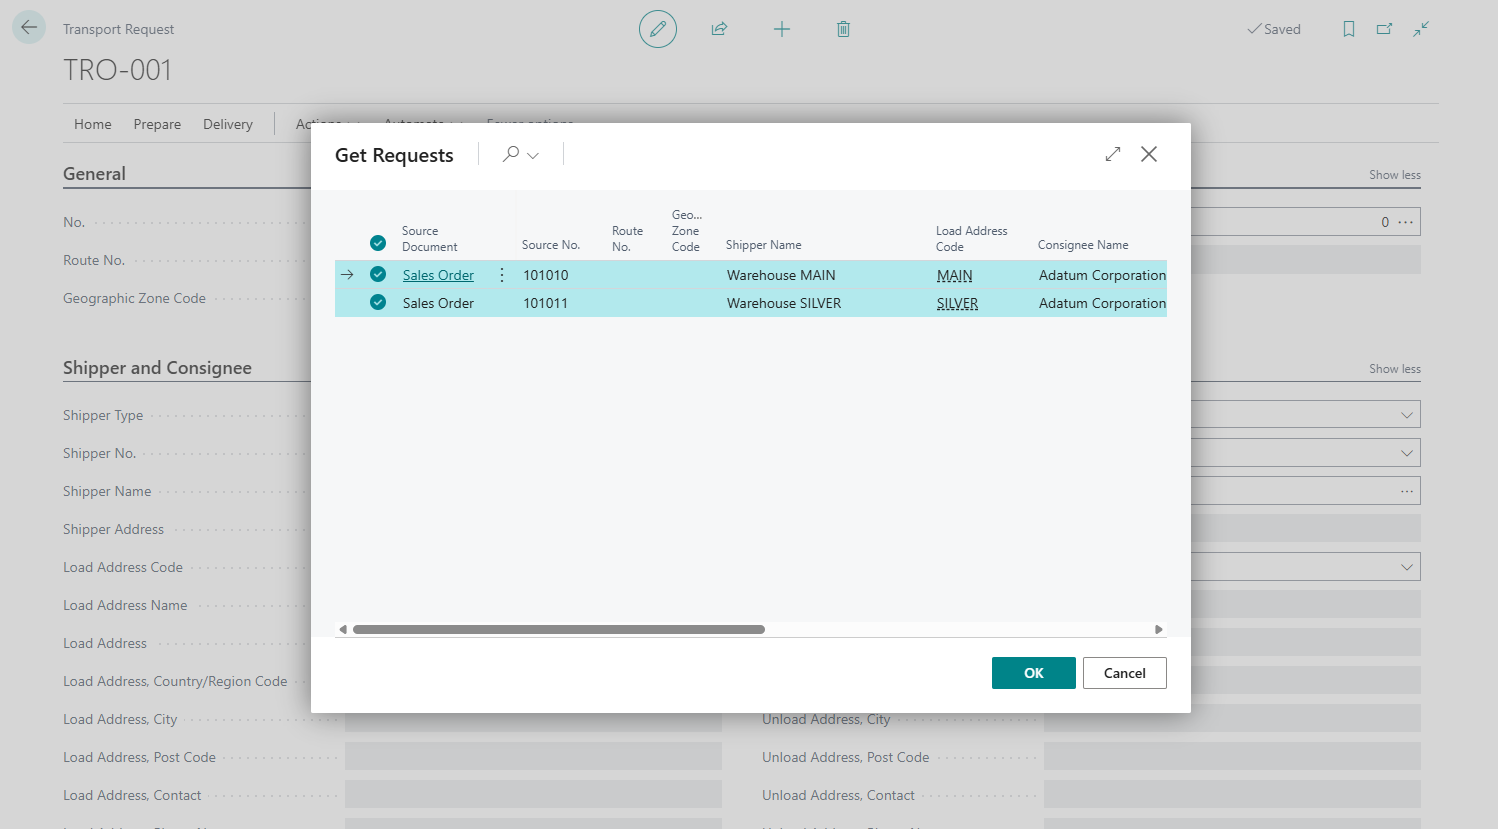 Transport Request
Saved
TRO-001
Home Prepare Delivery
Get Requests
General
Show less
No.
0
Route No.
Geographic Zone Code
Source Document Source No. Route No. Geo... Zone Code Shipper Name Load Address Code Consignee Name
Sales Order 101010 Warehouse MAIN MAIN Adatum Corporation
Sales Order 101011 Warehouse SILVER SILVER Adatum Corporation
Shipper and Consignee
Show less
Shipper Type
Shipper No.
Shipper Name
Shipper Address
Load Address Code
Load Address Name
Load Address
Load Address, Country/Region Code
OK Cancel
Load Address, City Unload Address, City
Load Address, Post Code Unload Address, Post Code
Load Address, Contact Unload Address, Contact